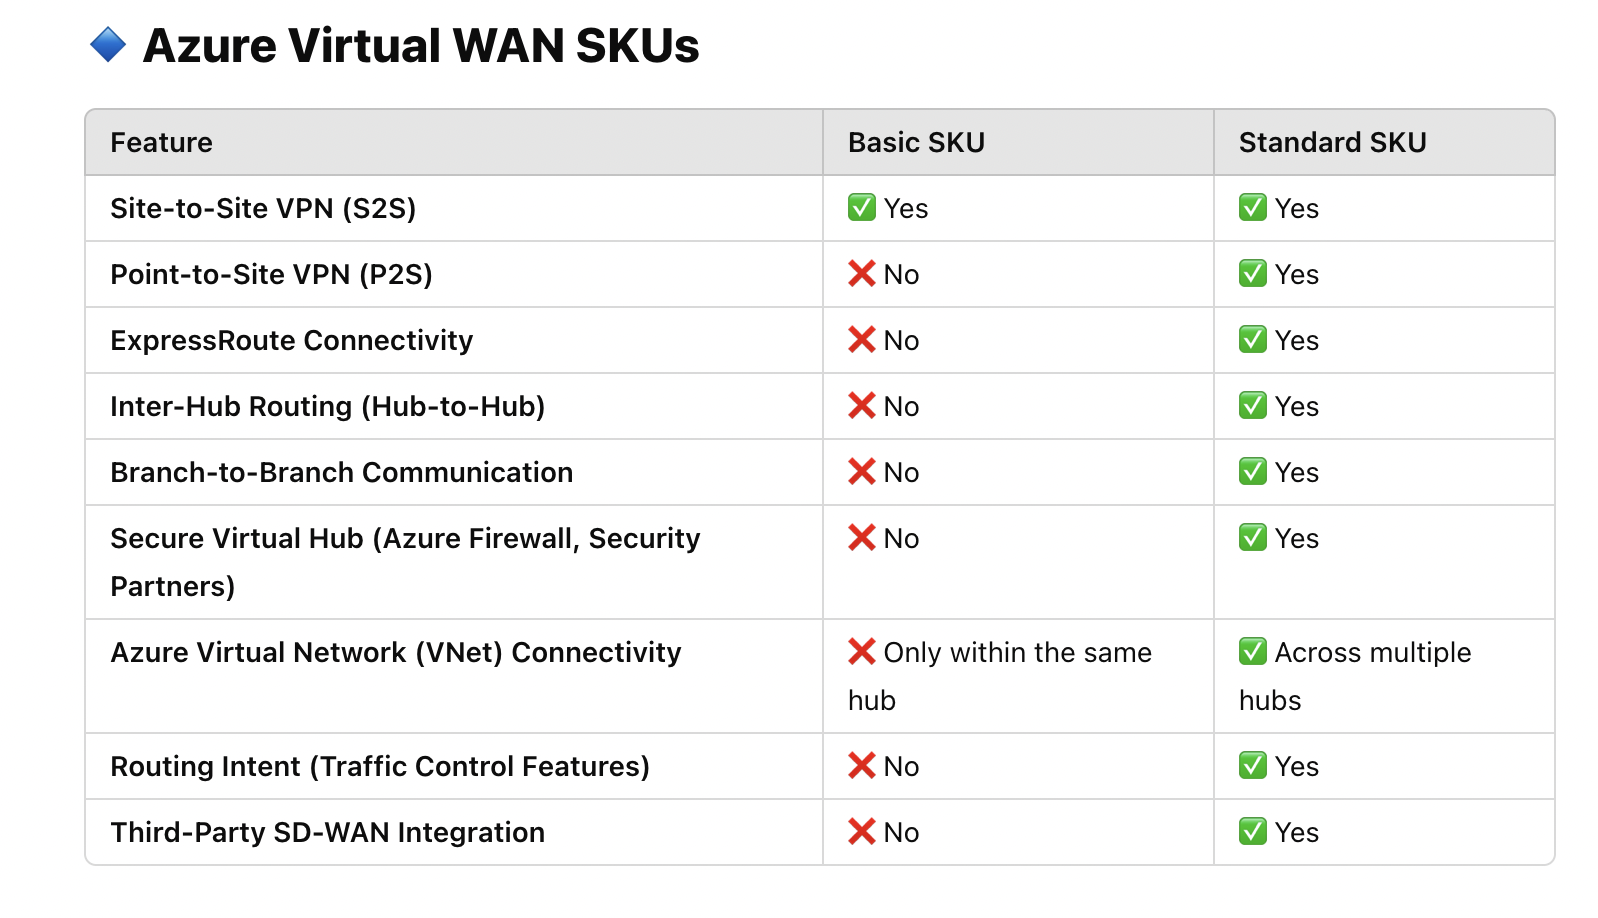 🔷 Azure Virtual WAN SKUs
Feature Basic SKU Standard SKU
Site-to-Site VPN (S2S) ✅ Yes ✅ Yes
Point-to-Site VPN (P2S) ❌ No ✅ Yes
ExpressRoute Connectivity ❌ No ✅ Yes
Inter-Hub Routing (Hub-to-Hub) ❌ No ✅ Yes
Branch-to-Branch Communication ❌ No ✅ Yes
Secure Virtual Hub (Azure Firewall, Security
Partners) ❌ No ✅ Yes
Azure Virtual Network (VNet) Connectivity ❌ Only within the same
hub ✅ Across multiple
hubs
Routing Intent (Traffic Control Features) ❌ No ✅ Yes
Third-Party SD-WAN Integration ❌ No ✅ Yes